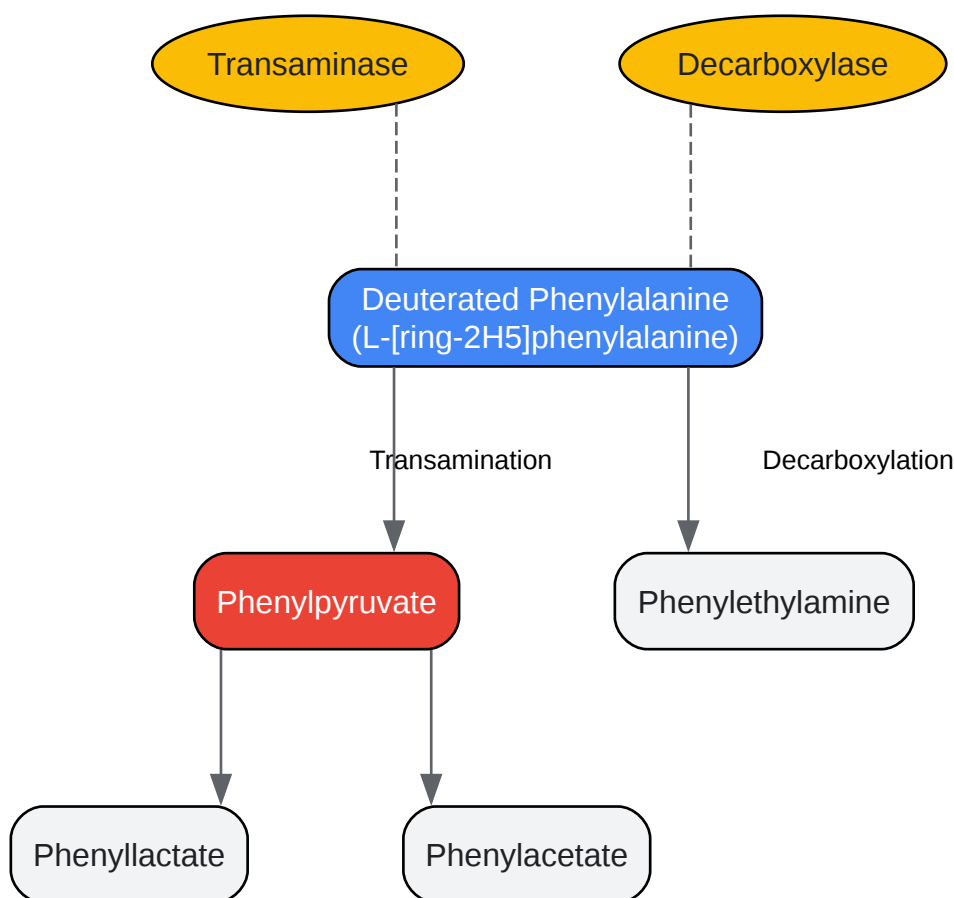 Transaminase
Decarboxylase
Deuterated Phenylalanine
(L-[ring-2H5]phenylalanine)
Transamination
Decarboxylation
Phenylpyruvate
Phenylethylamine
Phenyllactate
Phenylacetate